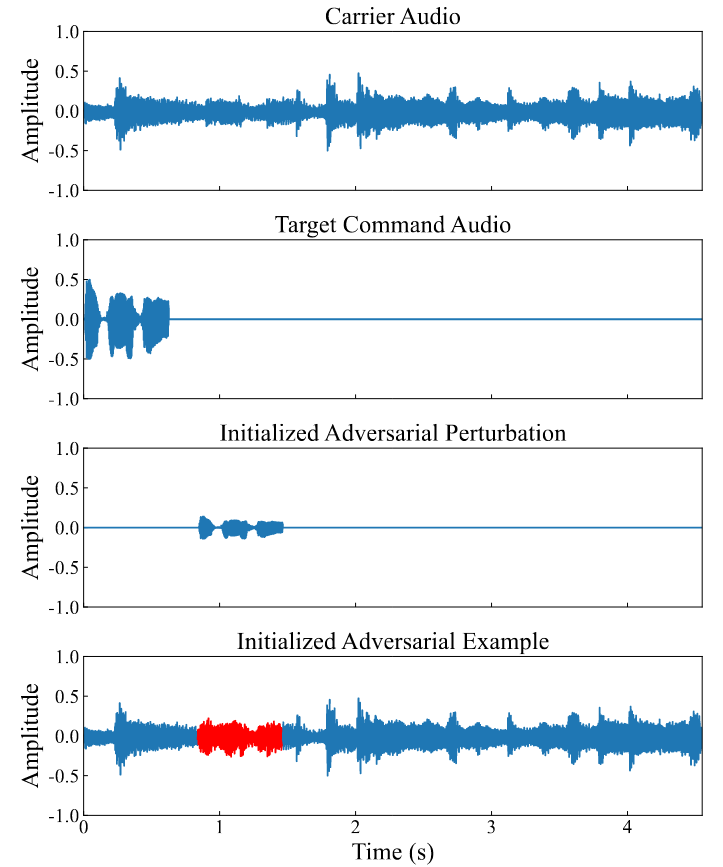 Carrier Audio
1.0
0.5
0.0
-0.5
-1.0
Amplitude
Target Command Audio
1.0
0.5
0.0
-0.5
-1.0
Amplitude
Initialized Adversarial Perturbation
1.0
0.5
0.0
-0.5
-1.0
Amplitude
Initialized Adversarial Example
1.0
0.5
0.0
-0.5
-1.0
Amplitude
0 1 2 3 4
Time (s)